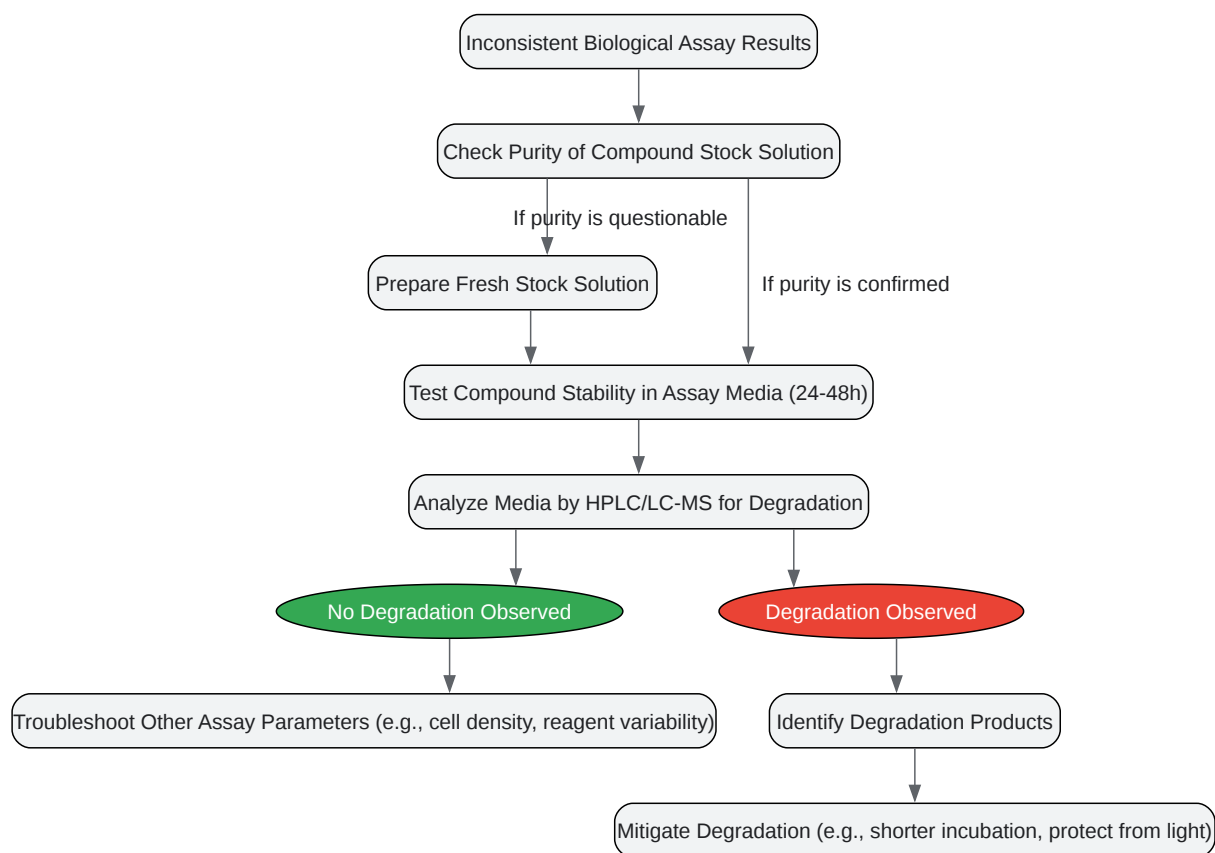 Inconsistent Biological Assay Results
Check Purity of Compound Stock Solution
If purity is questionable
Prepare Fresh Stock Solution
If purity is confirmed
Test Compound Stability in Assay Media (24-48h)
Analyze Media by HPLC/LC-MS for Degradation
No Degradation Observed
Degradation Observed
Troubleshoot Other Assay Parameters (e.g., cell density, reagent variability)
Identify Degradation Products
Mitigate Degradation (e.g., shorter incubation, protect from light)